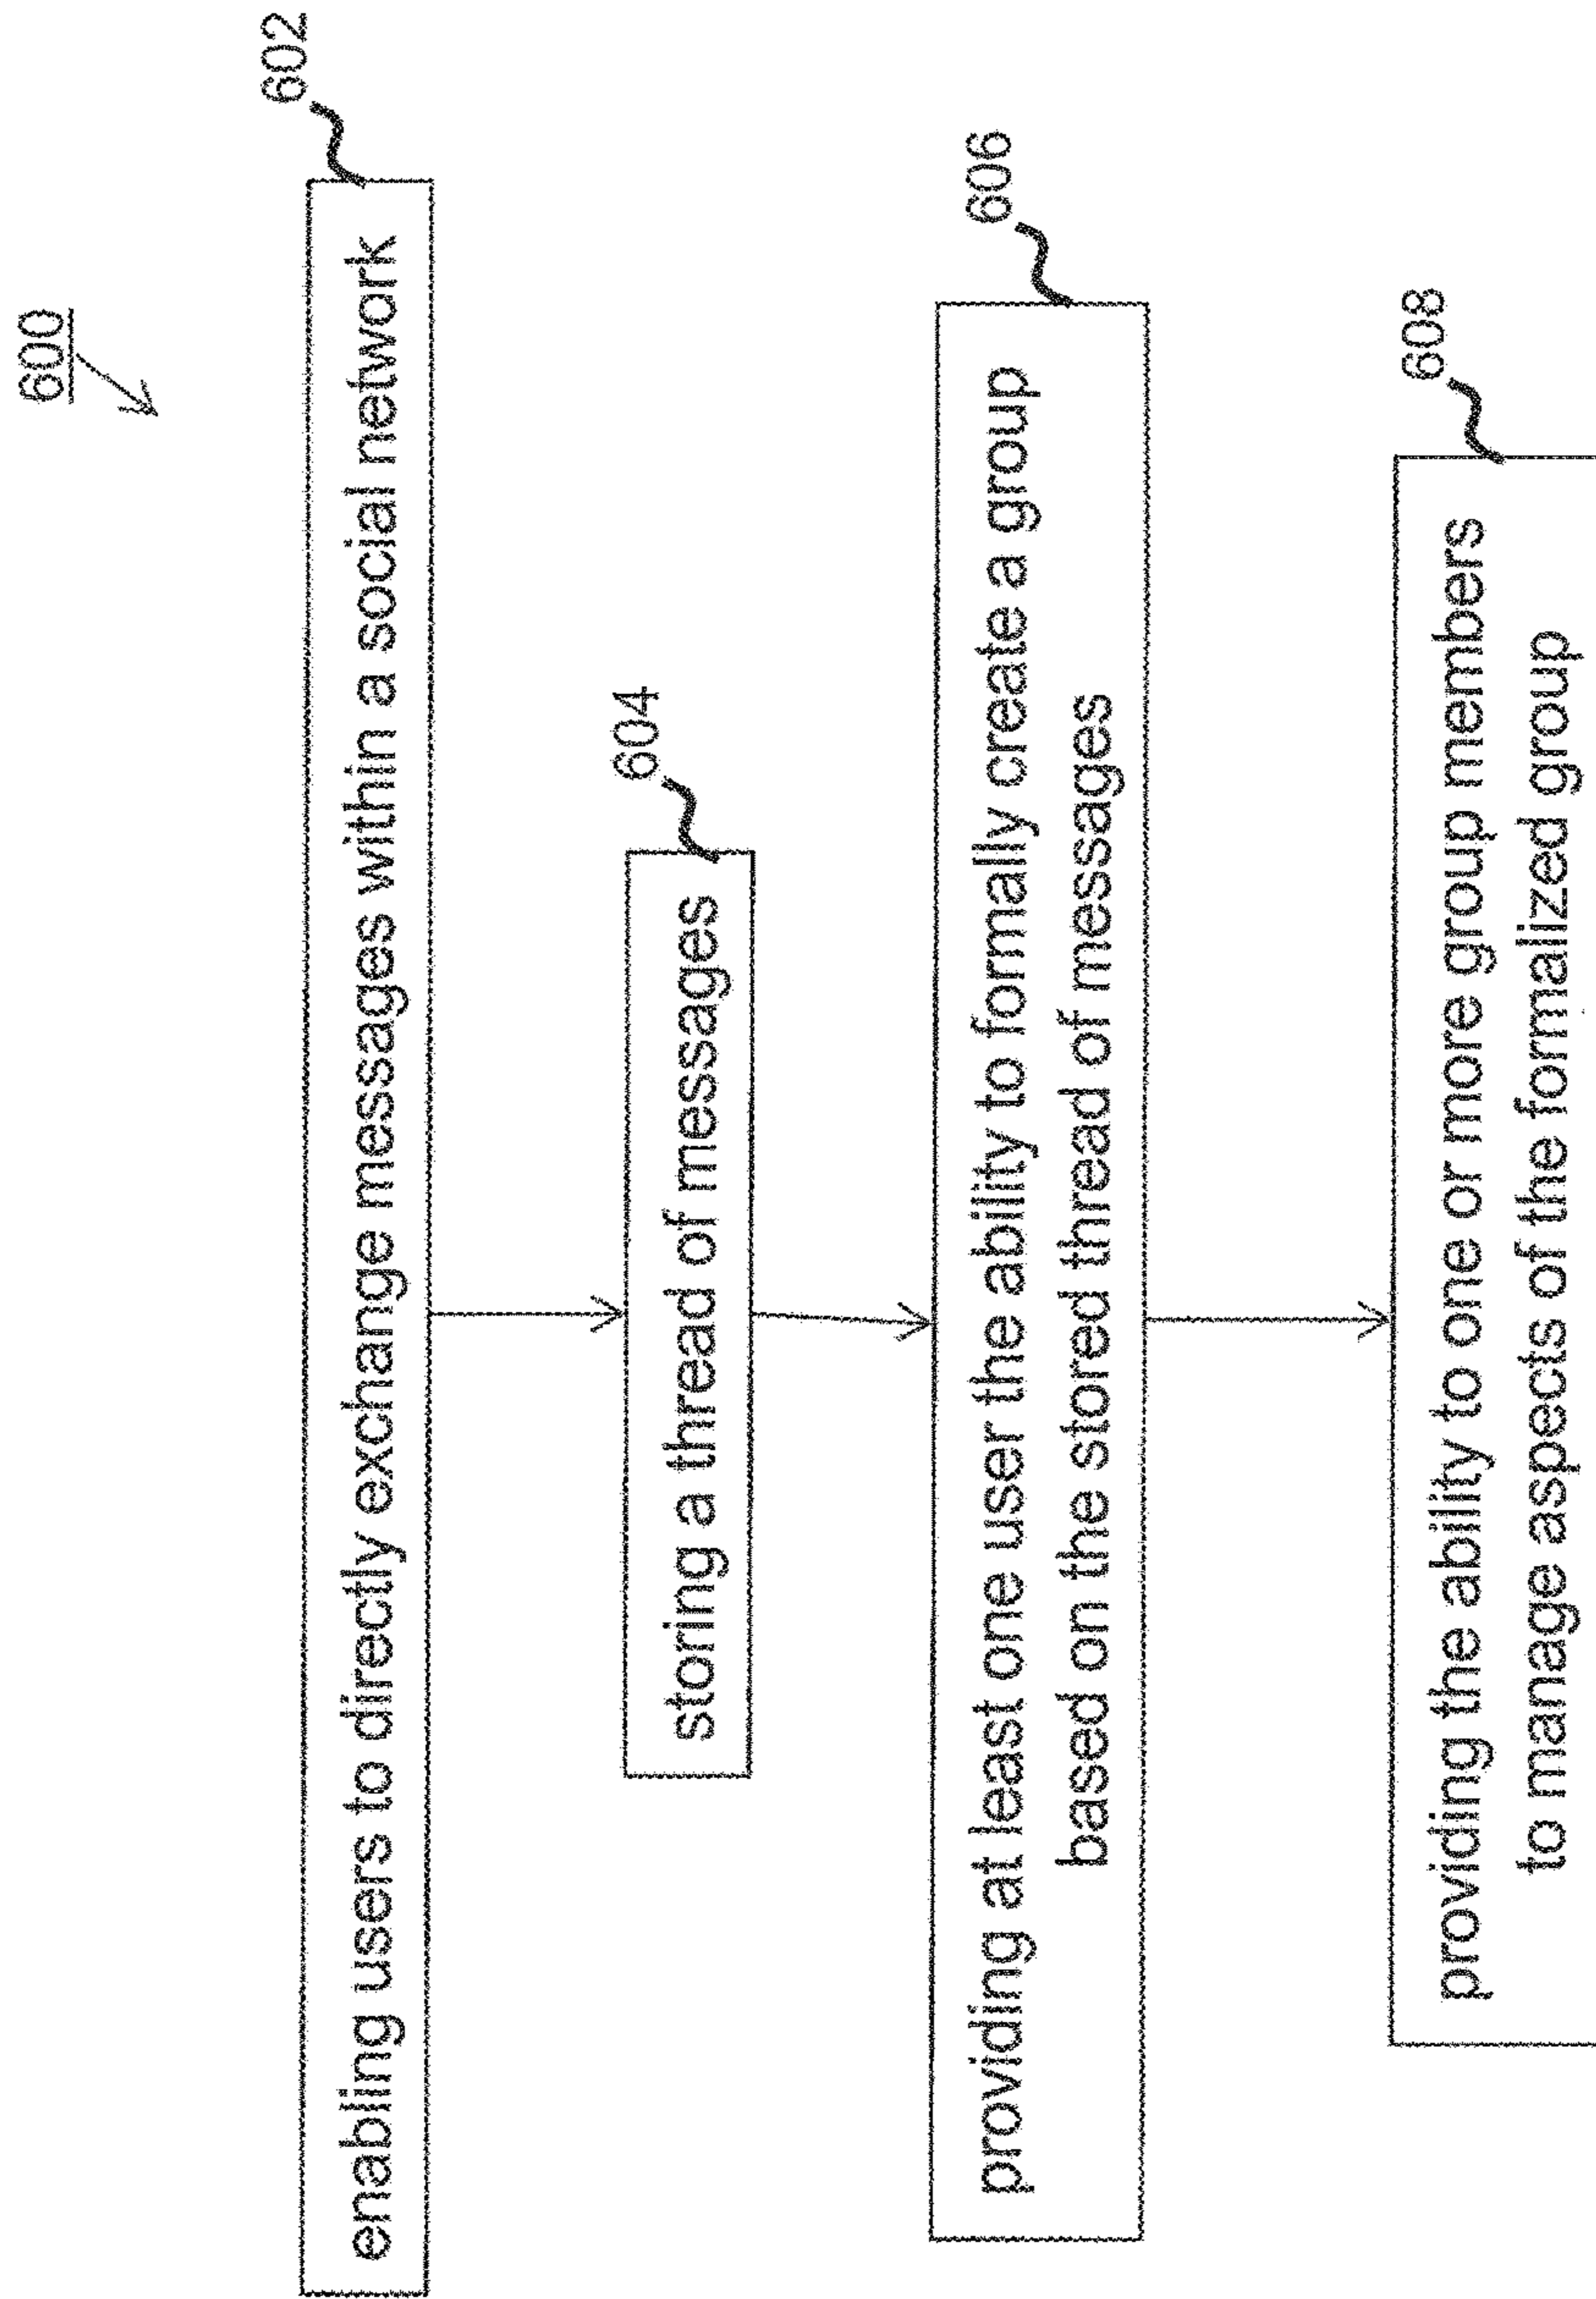 600
602
enabling users to directly exchange messages within a social network
604
storing a thread of messages
606
providing at least one user the ability to formally create a group
based on the stored thread of messages
608
providing the ability to one or more group members
to manage aspects of the formalized group